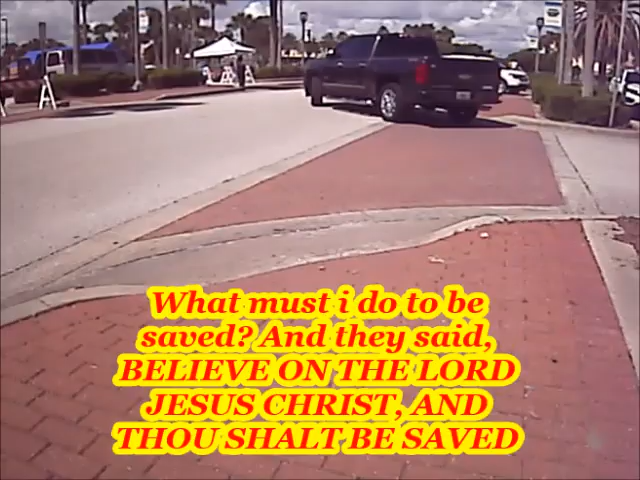 What must i do to be
saved? And they said,
BELIEVE ON THE LORD
JESUS CHRIST, AND
THOU SHALT BE SAVED